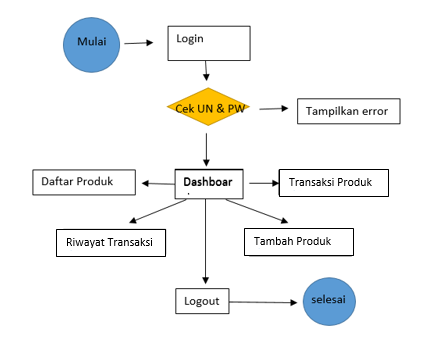 Mulai
Login
Cek UN & PW
Tampilkan error
Daftar Produk
Dashboar
Transaksi Produk
Riwayat Transaksi
Tambah Produk
Logout
selesai